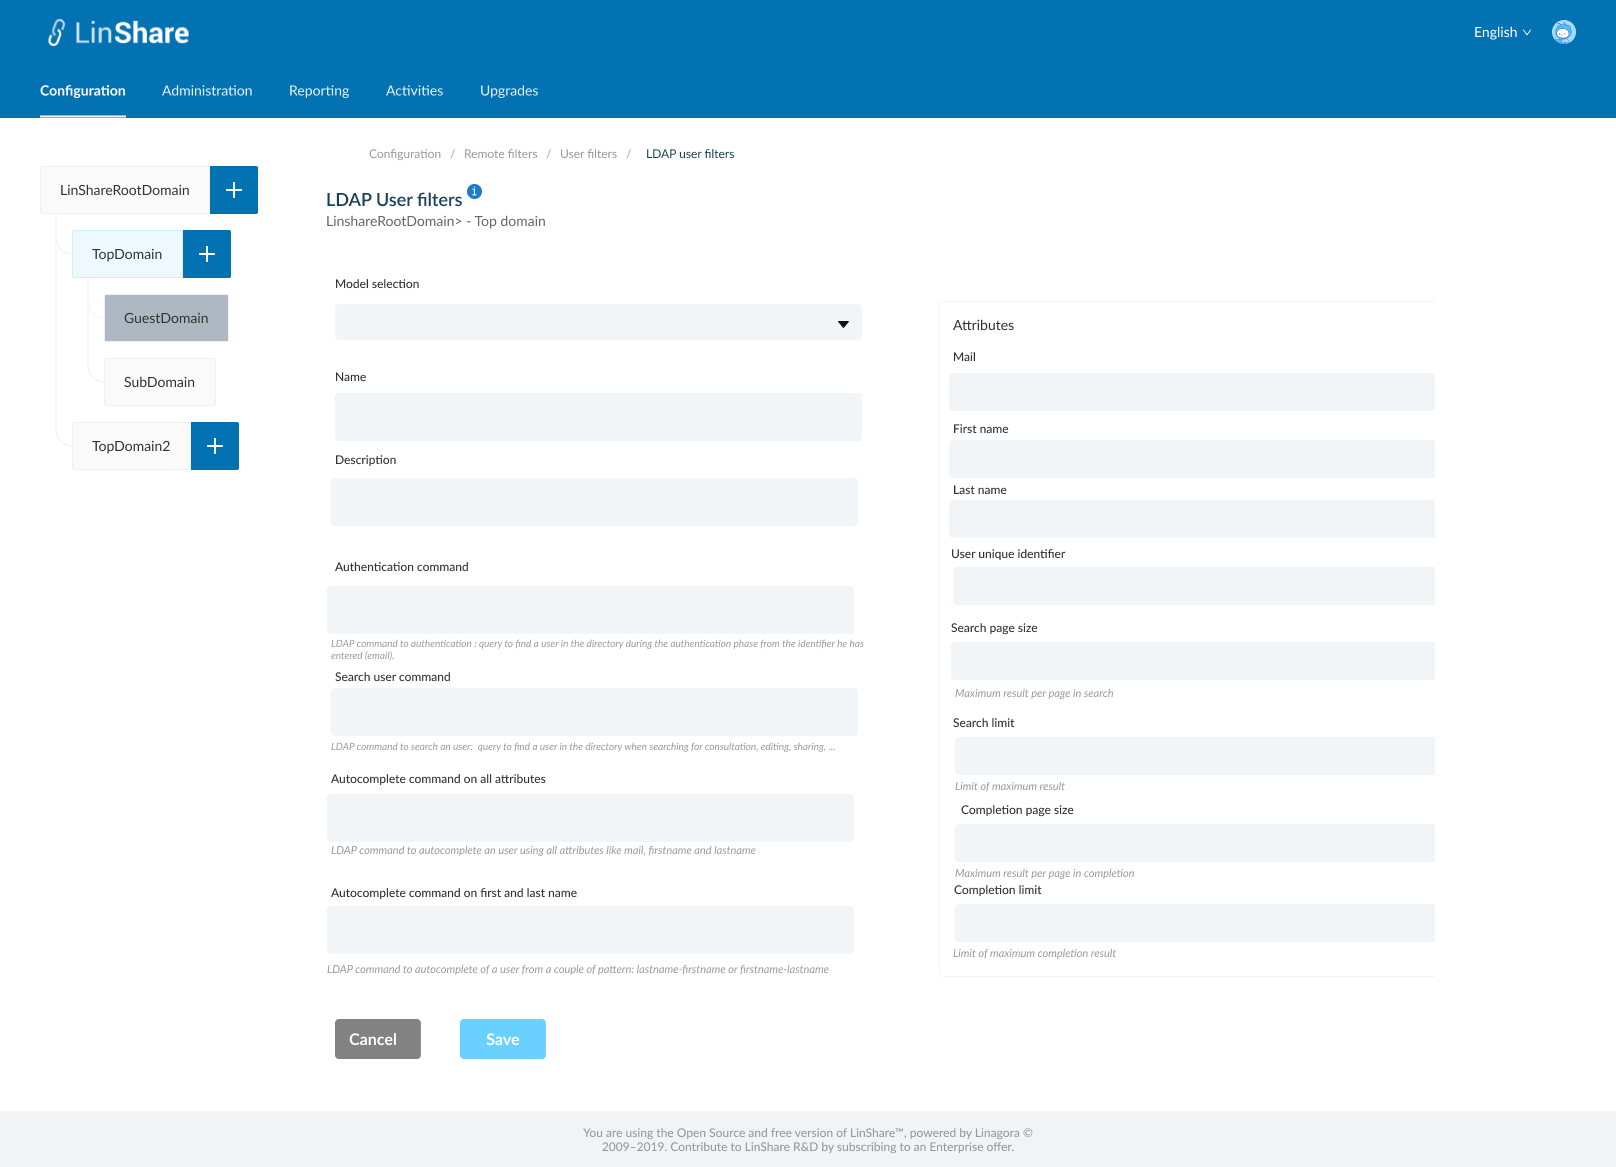 LinShare
English
Configuration Administration Reporting Activities Upgrades
Configuration / Remote filters / User filters / LDAP user filters
LinShareRootDomain
TopDomain
GuestDomain
SubDomain
TopDomain2
LDAP User filters
LinshareRootDomain> - Top domain
Model selection
Name
Description
Authentication command
LDAP command to authentication : query to find a user in the directory during the authentication phase from the identifier he has
entered (email).
Search user command
LDAP command to search an user:  query to find a user in the directory when searching for consultation, editing, sharing, ...
Autocomplete command on all attributes
LDAP command to autocomplete an user using all attributes like mail, firstname and lastname
Autocomplete command on first and last name
LDAP command to autocomplete of a user from a couple of pattern: lastname-firstname or firstname-lastname
Cancel
Save
Attributes
Mail
First name
Last name
User unique identifier
Search page size
Maximum result per page in search
Search limit
Limit of maximum result
Completion page size
Maximum result per page in completion
Completion limit
Limit of maximum completion result
You are using the Open Source and free version of LinShare™, powered by Linagora ©
2009–2019. Contribute to LinShare R&D by subscribing to an Enterprise offer.